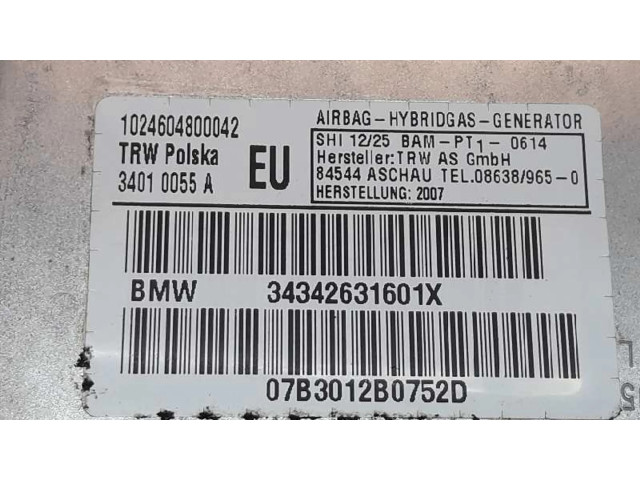 1024604800042
TRW Polska
3401 0055 A
EU
AIRBAG-HYBRIDGAS-GENERATOR
SHI 12/25 BAM-PT1-0614
Hersteller:TRW AS GmbH
84544 ASCHAU TEL.08638/965-0
HERSTELLUNG: 2007
BMW 34342631601X
07B3012B0752D
L 5